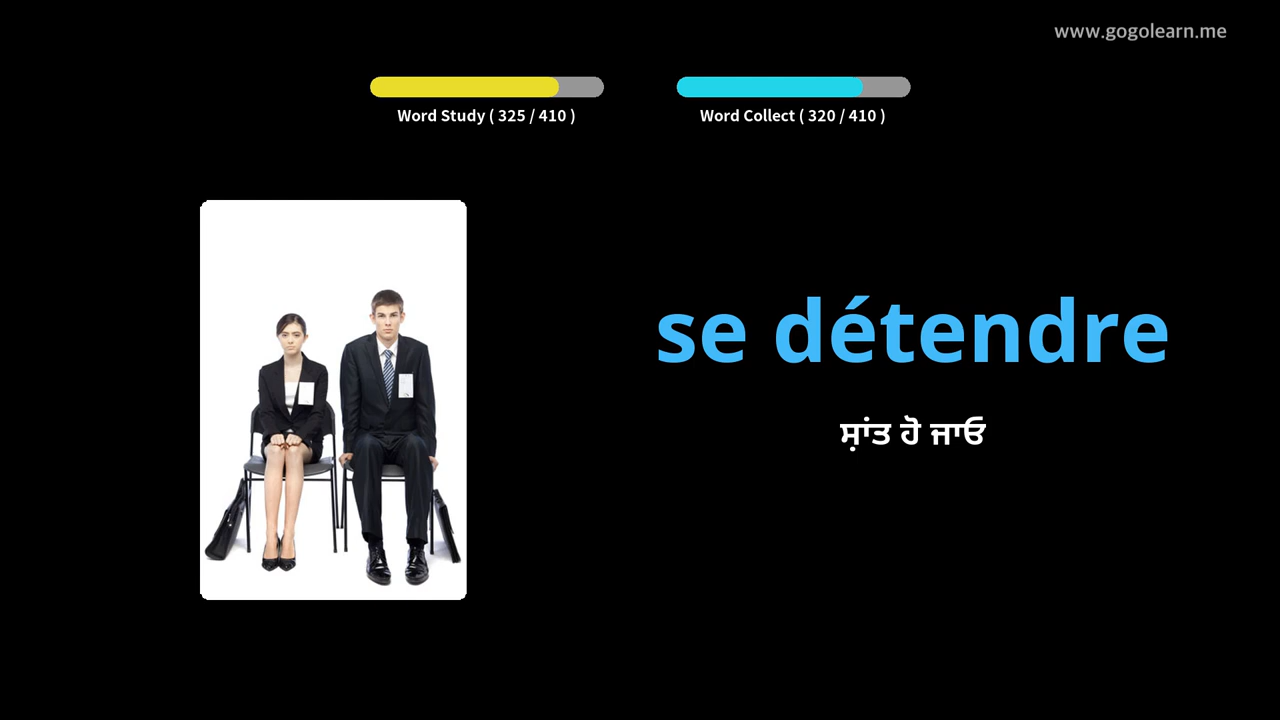 www.gogolearn.me
Word Study ( 325 / 410 )
Word Collect ( 320 / 410 )
se détendre
ਸ਼ਾਂਤ ਹੋ ਜਾਓ